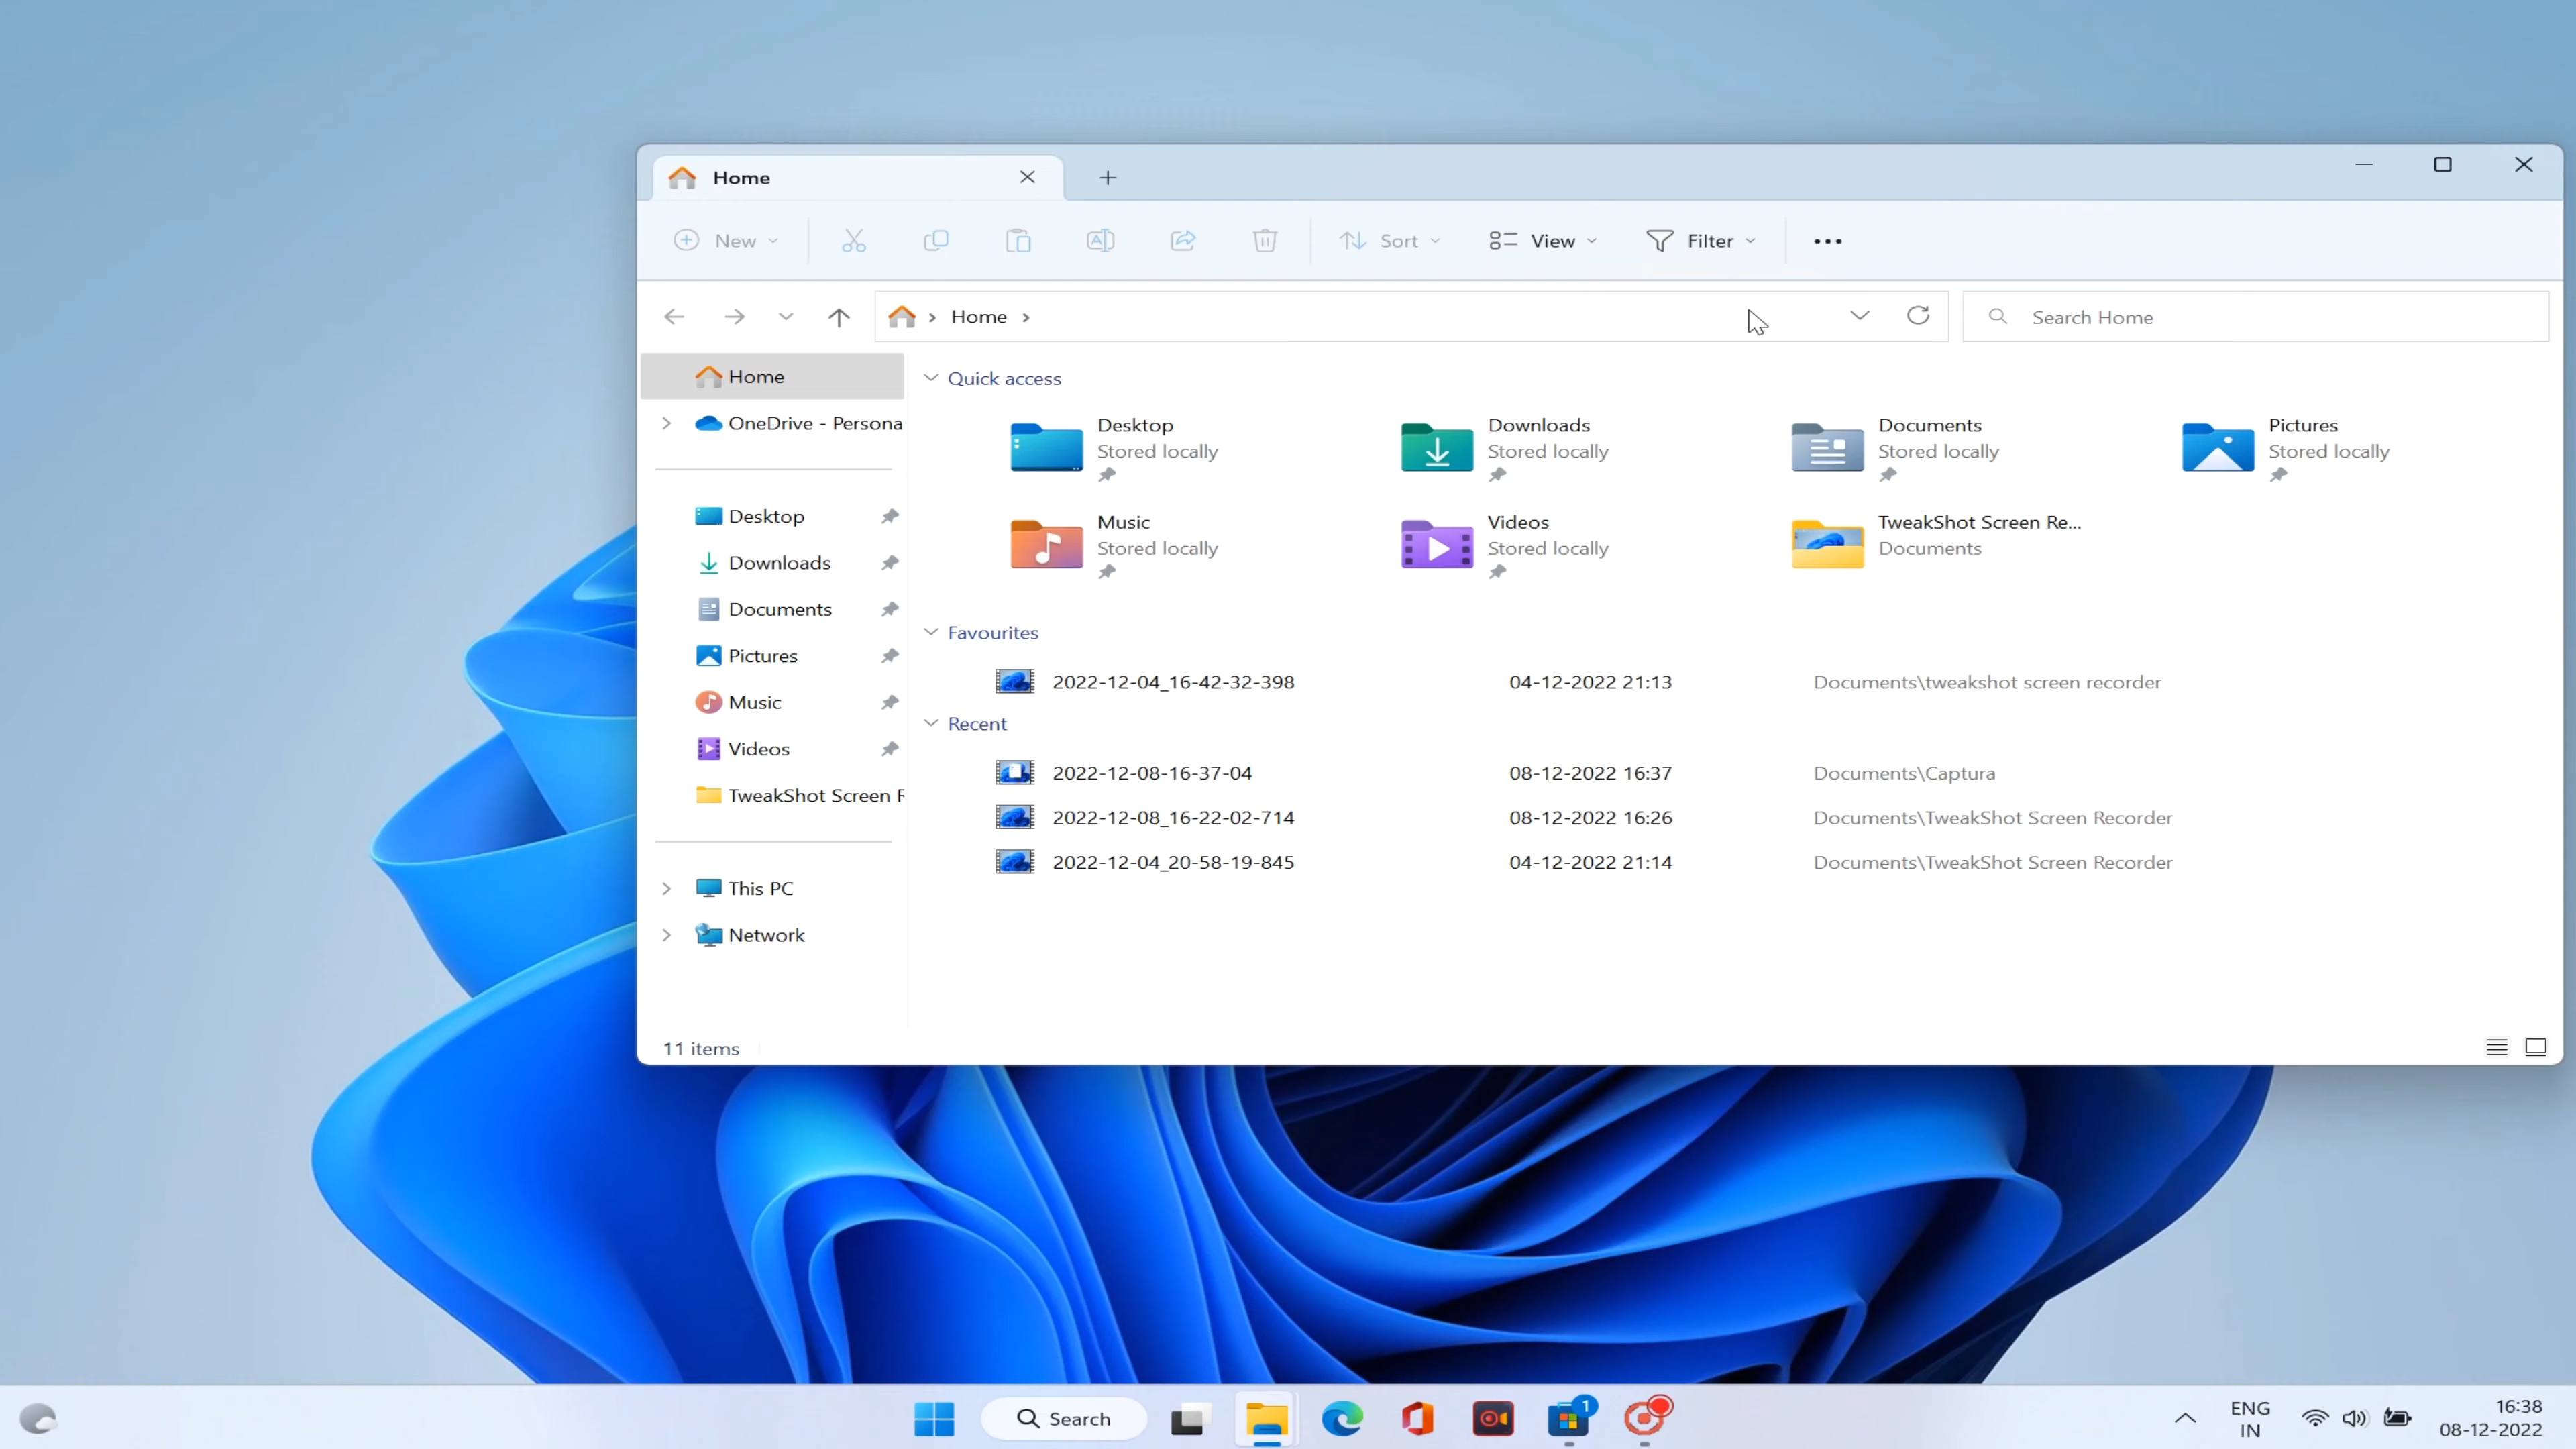 Home
New
Sort
View
Filter
Home
Search Home
Home
OneDrive - Persona
Desktop
Downloads
Documents
Pictures
Music
Videos
TweakShot Screen R
This PC
Network
Quick access
Desktop
Stored locally
Downloads
Stored locally
Documents
Stored locally
Pictures
Stored locally
Music
Stored locally
Videos
Stored locally
TweakShot Screen Re...
Documents
Favourites
2022-12-04_16-42-32-398 04-12-2022 21:13 Documents\tweakshot screen recorder
Recent
2022-12-08-16-37-04 08-12-2022 16:37 Documents\Captura
2022-12-08_16-22-02-714 08-12-2022 16:26 Documents\TweakShot Screen Recorder
2022-12-04_20-58-19-845 04-12-2022 21:14 Documents\TweakShot Screen Recorder
11 items
Search
1
ENG
IN
16:38
08-12-2022